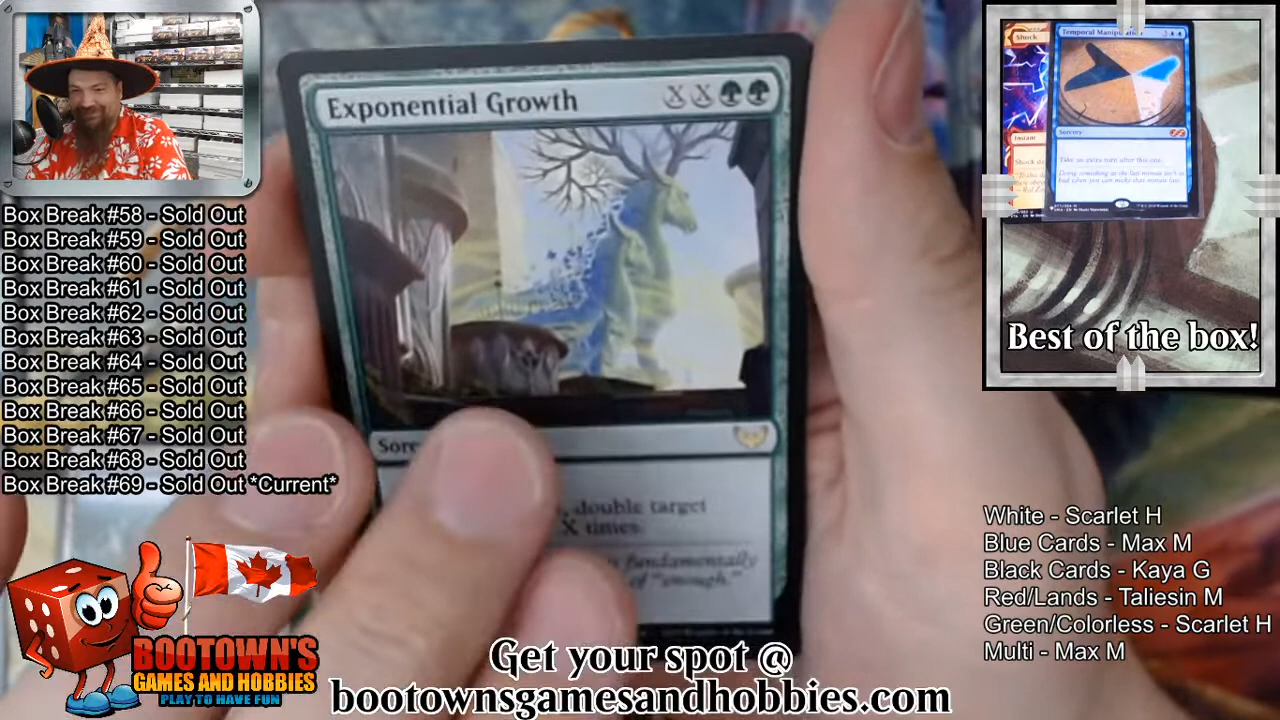 Exponential Growth X X
Sorc
, double target
X times.
fundamentally
of "enough."
Box Break #58 - Sold Out
Box Break #59 - Sold Out
Box Break #60 - Sold Out
Box Break #61 - Sold Out
Box Break #62 - Sold Out
Box Break #63 - Sold Out
Box Break #64 - Sold Out
Box Break #65 - Sold Out
Box Break #66 - Sold Out
Box Break #67 - Sold Out
Box Break #68 - Sold Out
Box Break #69 - Sold Out *Current*
BOOTOWN'S
GAMES AND HOBBIES
PLAY TO HAVE FUN
Get your spot @
bootownsgamesandhobbies.com
Shock
Instant
Shock
Temporal
Sorcery
Take an extra turn after this one.
Best of the box!
White - Scarlet H
Blue Cards - Max M
Black Cards - Kaya G
Red/Lands - Taliesin M
Green/Colorless - Scarlet H
Multi - Max M